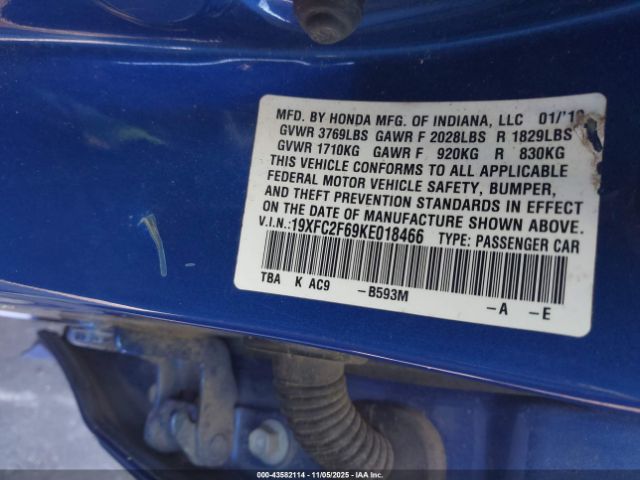 MFD. BY HONDA MFG. OF INDIANA, LLC 01/'19
GVWR 3769LBS GAWR F 2028LBS R 1829LBS
GVWR 1710KG GAWR F 920KG R 830KG
THIS VEHICLE CONFORMS TO ALL APPLICABLE
FEDERAL MOTOR VEHICLE SAFETY, BUMPER,
AND THEFT PREVENTION STANDARDS IN EFFECT
ON THE DATE OF MANUFACTURE SHOWN ABOVE.
V.I.N.:19XFC2F69KE018466 TYPE: PASSENGER CAR
TBA K AC9 -B593M -A -E
000-43582114 - 11/05/2025 - IAA, Inc.